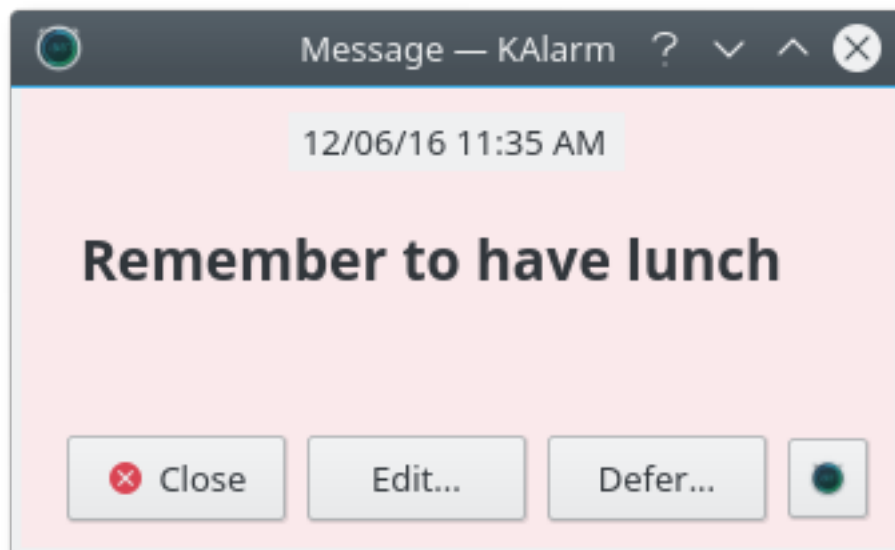 Message — KAlarm
12/06/16 11:35 AM
Remember to have lunch
Close Edit... Defer...